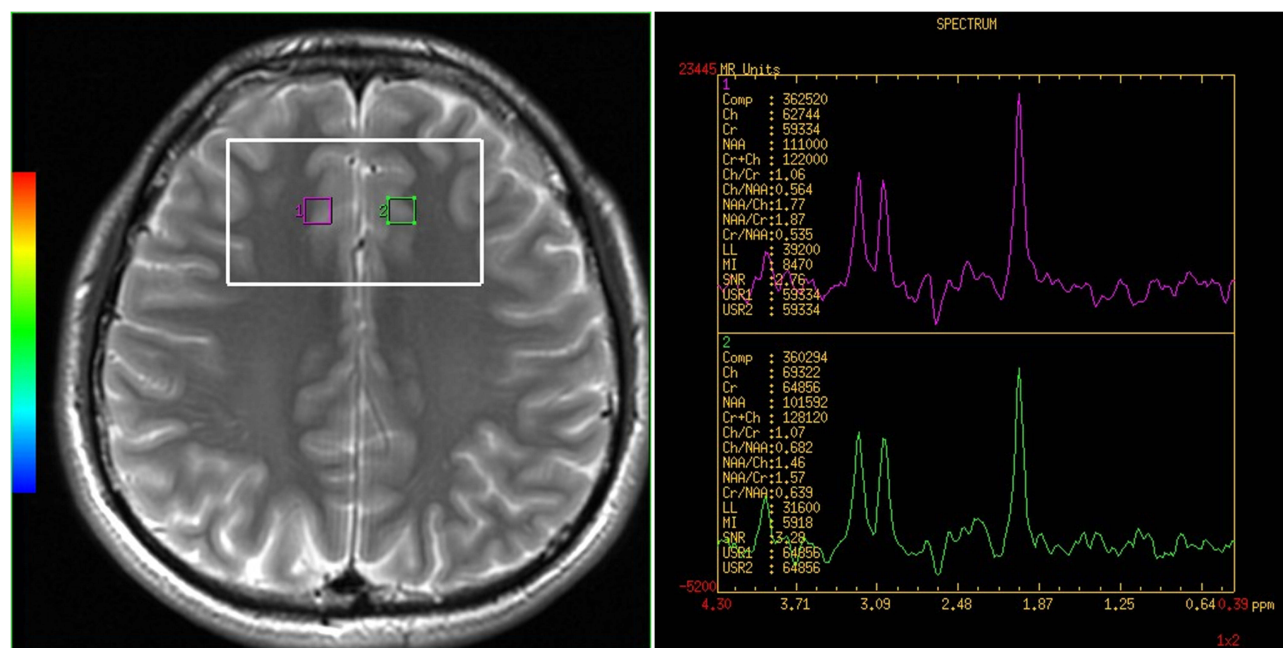 1
2
SPECTRUM
23445
MR Units
1
Comp : 362520
Ch : 62744
Cr : 59334
NAA : 111000
Cr+Ch : 122000
Ch/Cr :1.06
Ch/NAA:0.564
NAA/Ch:1.77
NAA/Cr:1.87
Cr/NAA:0.535
LL : 39200
MI : 8470
SNR :2.76
USR1 : 59334
USR2 : 59334
2
Comp : 360294
Ch : 69322
Cr : 64856
NAA : 101592
Cr+Ch : 128120
Ch/Cr :1.07
Ch/NAA:0.682
NAA/Ch:1.46
NAA/Cr:1.57
Cr/NAA:0.639
LL : 31600
MI : 5918
SNR :3.28
USR1 : 64856
USR2 : 64856
-5200
4.30 3.71 3.09 2.48 1.87 1.25 0.64 0.39 ppm
1x2